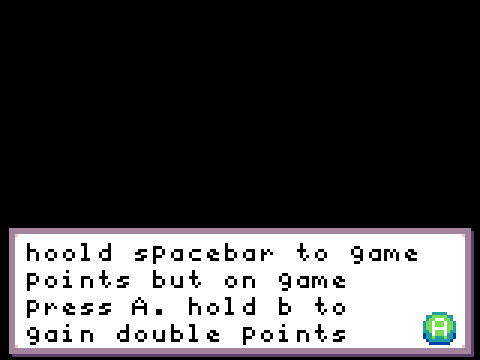 hoold spacebar to game
points but on game
press A. hold b to
gain double points
A